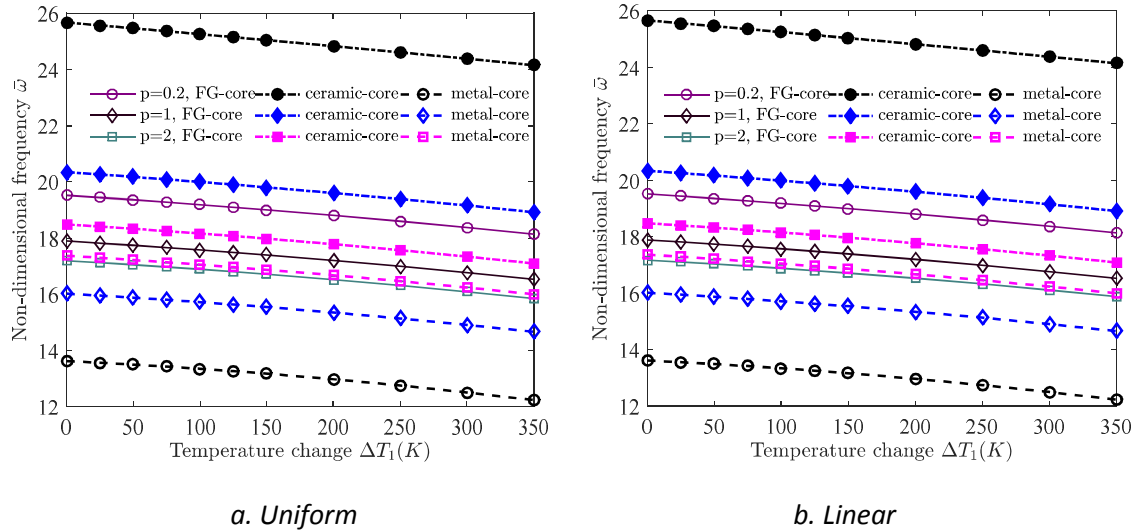 26
24
22
20
18
16
14
12
Non-dimensional frequency ω̄
p=0.2, FG-core ceramic-core metal-core
p=1, FG-core ceramic-core metal-core
p=2, FG-core ceramic-core metal-core
0 50 100 150 200 250 300 350
Temperature change ΔT₁(K)
a. Uniform
26
24
22
20
18
16
14
12
Non-dimensional frequency ω̄
p=0.2, FG-core ceramic-core metal-core
p=1, FG-core ceramic-core metal-core
p=2, FG-core ceramic-core metal-core
0 50 100 150 200 250 300 350
Temperature change ΔT₁(K)
b. Linear